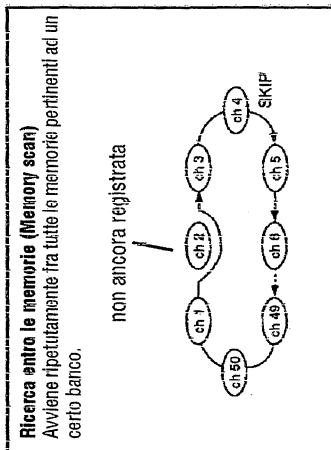 Ricerca entro le memorie (Memory scan)
Avviene ripetutamente fra tutte le memorie pertinenti ad un
certo banco.
non ancora registrata
ch 1
ch 2
ch 3
ch 4
SKIP
ch 5
ch 6
ch 49
ch 50